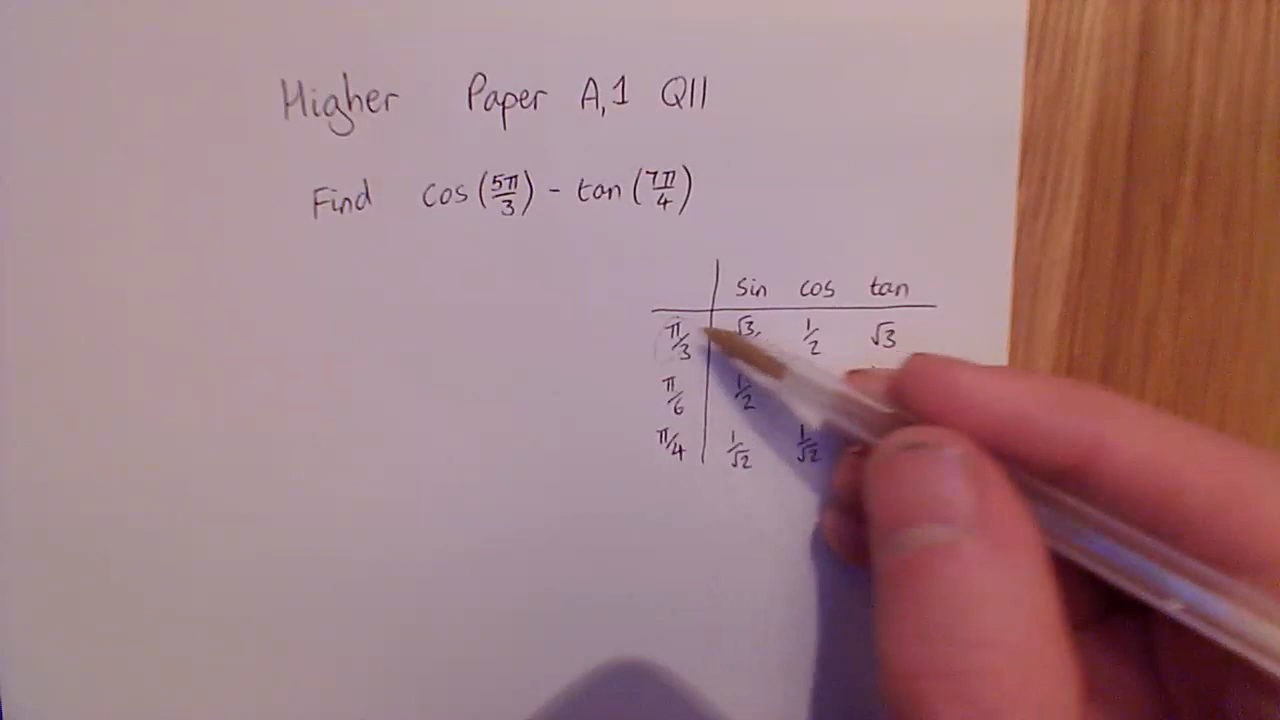 Higher Paper A,1 Q11
Find cos(5π/3) - tan(7π/4)
sin cos tan
π/3 √3 1/2 √3
π/6 1/2
π/4 1/√2 1/√2